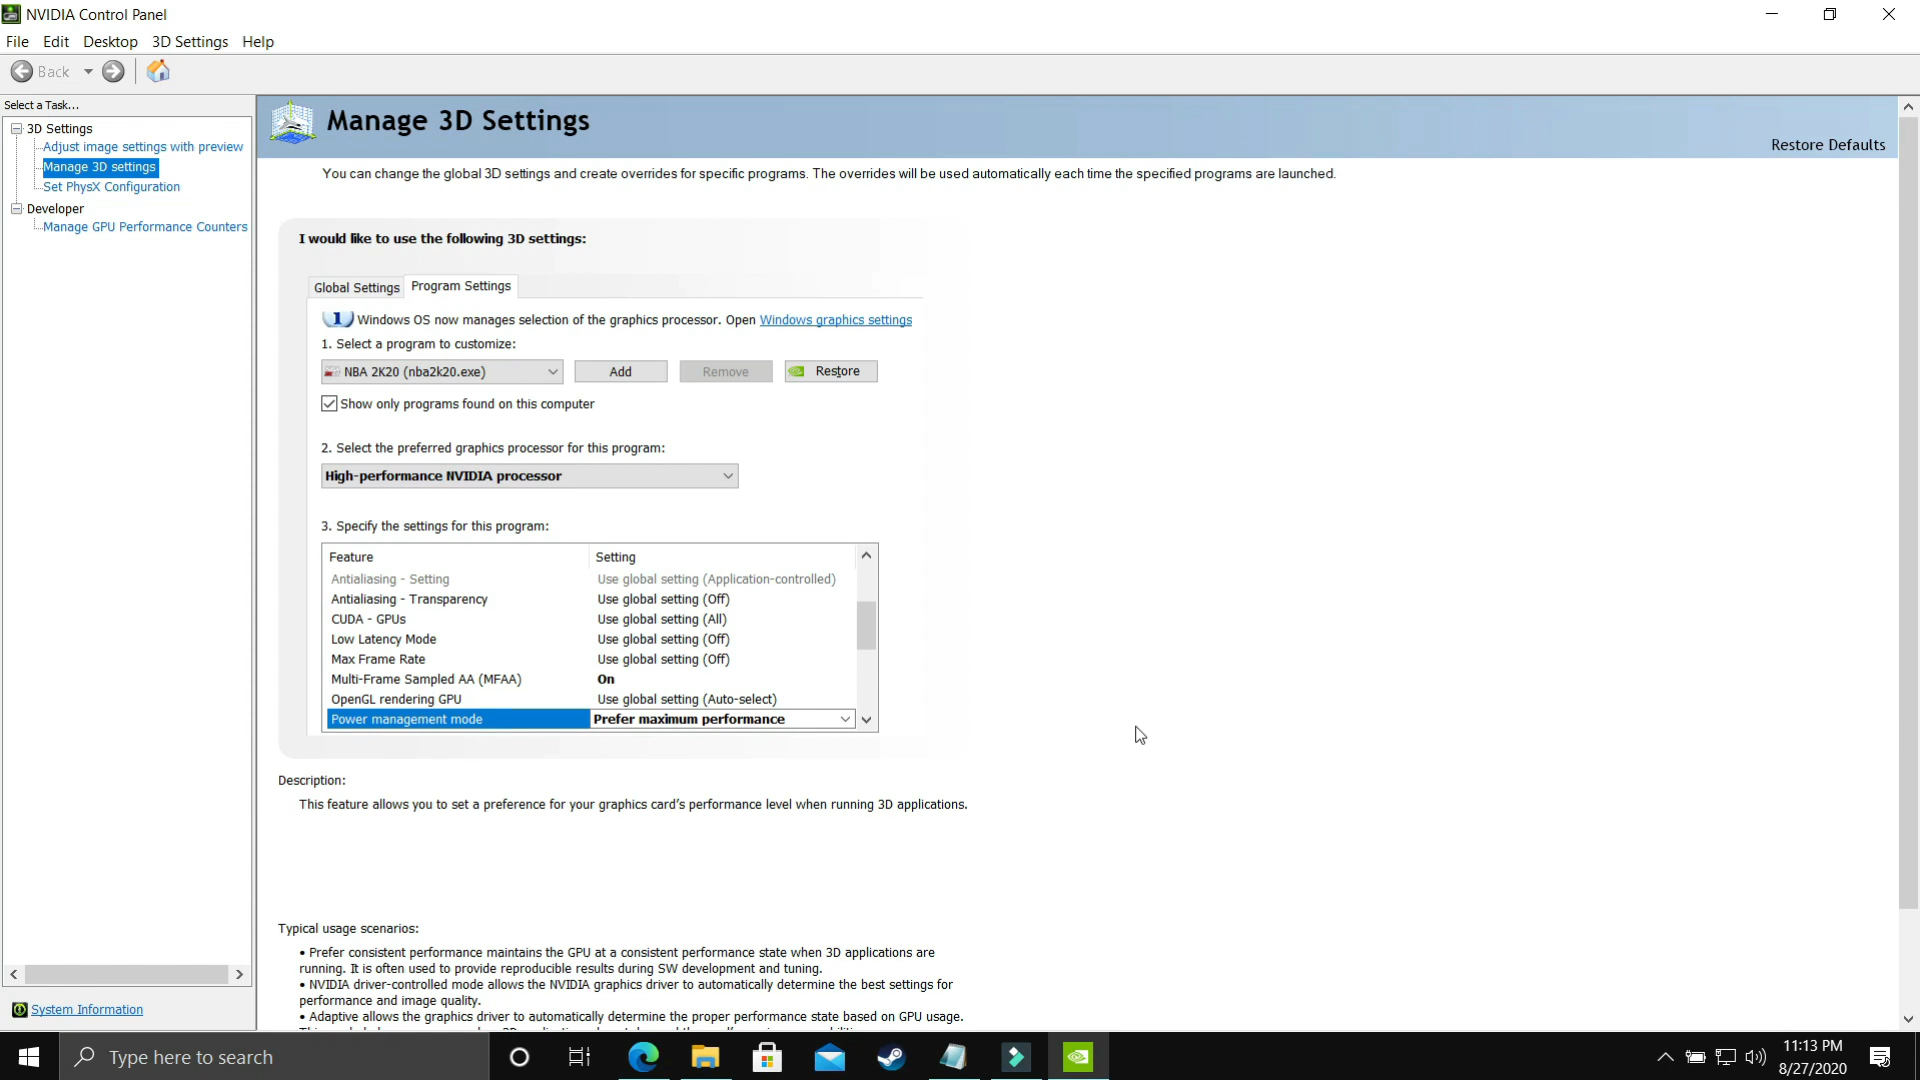 NVIDIA Control Panel
File Edit Desktop 3D Settings Help
Back
Select a Task...
3D Settings
Adjust image settings with preview
Manage 3D settings
Set PhysX Configuration
Developer
Manage GPU Performance Counters
System Information
Manage 3D Settings
Restore Defaults
You can change the global 3D settings and create overrides for specific programs. The overrides will be used automatically each time the specified programs are launched.
I would like to use the following 3D settings:
Global Settings Program Settings
Windows OS now manages selection of the graphics processor. Open Windows graphics settings
1. Select a program to customize:
NBA 2K20 (nba2k20.exe) Add Remove Restore
Show only programs found on this computer
2. Select the preferred graphics processor for this program:
High-performance NVIDIA processor
3. Specify the settings for this program:
Feature Setting
Antialiasing - Setting Use global setting (Application-controlled)
Antialiasing - Transparency Use global setting (Off)
CUDA - GPUs Use global setting (All)
Low Latency Mode Use global setting (Off)
Max Frame Rate Use global setting (Off)
Multi-Frame Sampled AA (MFAA) On
OpenGL rendering GPU Use global setting (Auto-select)
Power management mode Prefer maximum performance
Description:
This feature allows you to set a preference for your graphics card's performance level when running 3D applications.
Typical usage scenarios:
• Prefer consistent performance maintains the GPU at a consistent performance state when 3D applications are
running. It is often used to provide reproducible results during SW development and tuning.
• NVIDIA driver-controlled mode allows the NVIDIA graphics driver to automatically determine the best settings for
performance and image quality.
• Adaptive allows the graphics driver to automatically determine the proper performance state based on GPU usage.
Type here to search
11:13 PM
8/27/2020